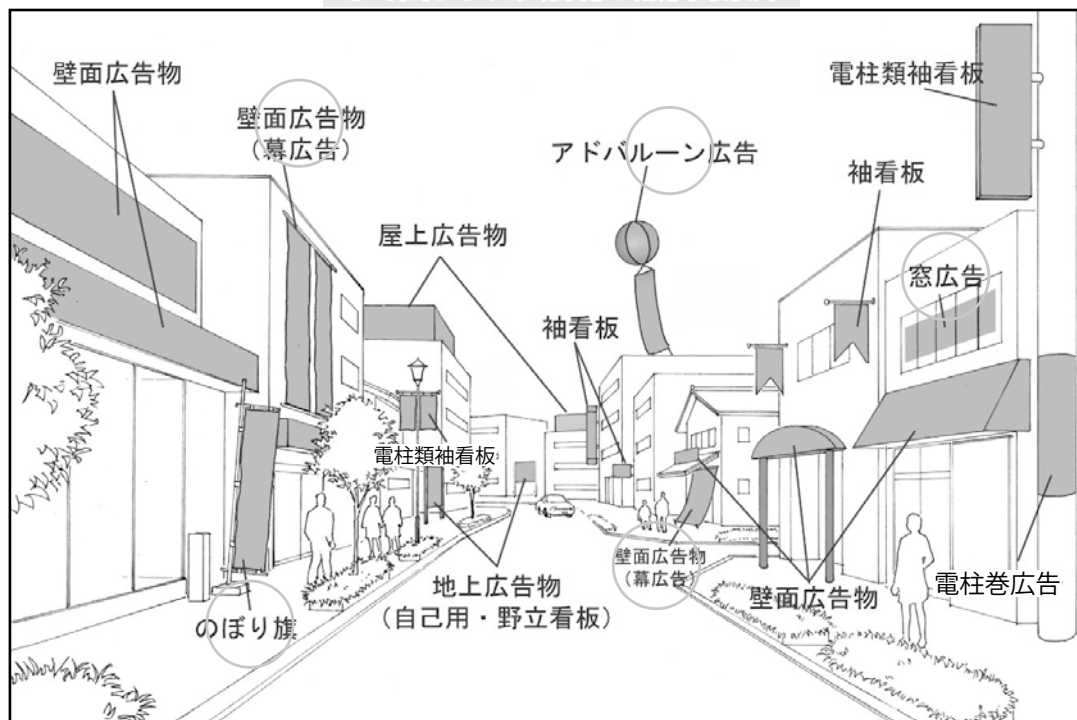 壁面広告物
電柱類袖看板
壁面広告物
（幕広告）
アドバルーン広告
袖看板
屋上広告物
窓広告
袖看板
電柱類袖看板
壁面広告物
（幕広告）
地上広告物
（自己用・野立看板）
壁面広告物
電柱巻広告
のぼり旗